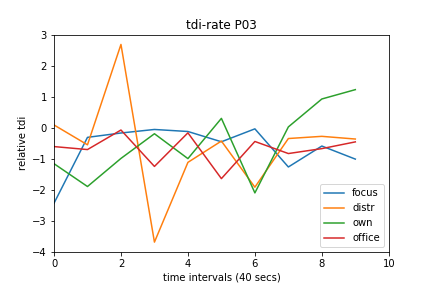 tdi-rate P03
3
2
1
0
−1
−2
−3
−4
relative tdi
0
2
4
6
8
10
time intervals (40 secs)
focus
distr
own
office